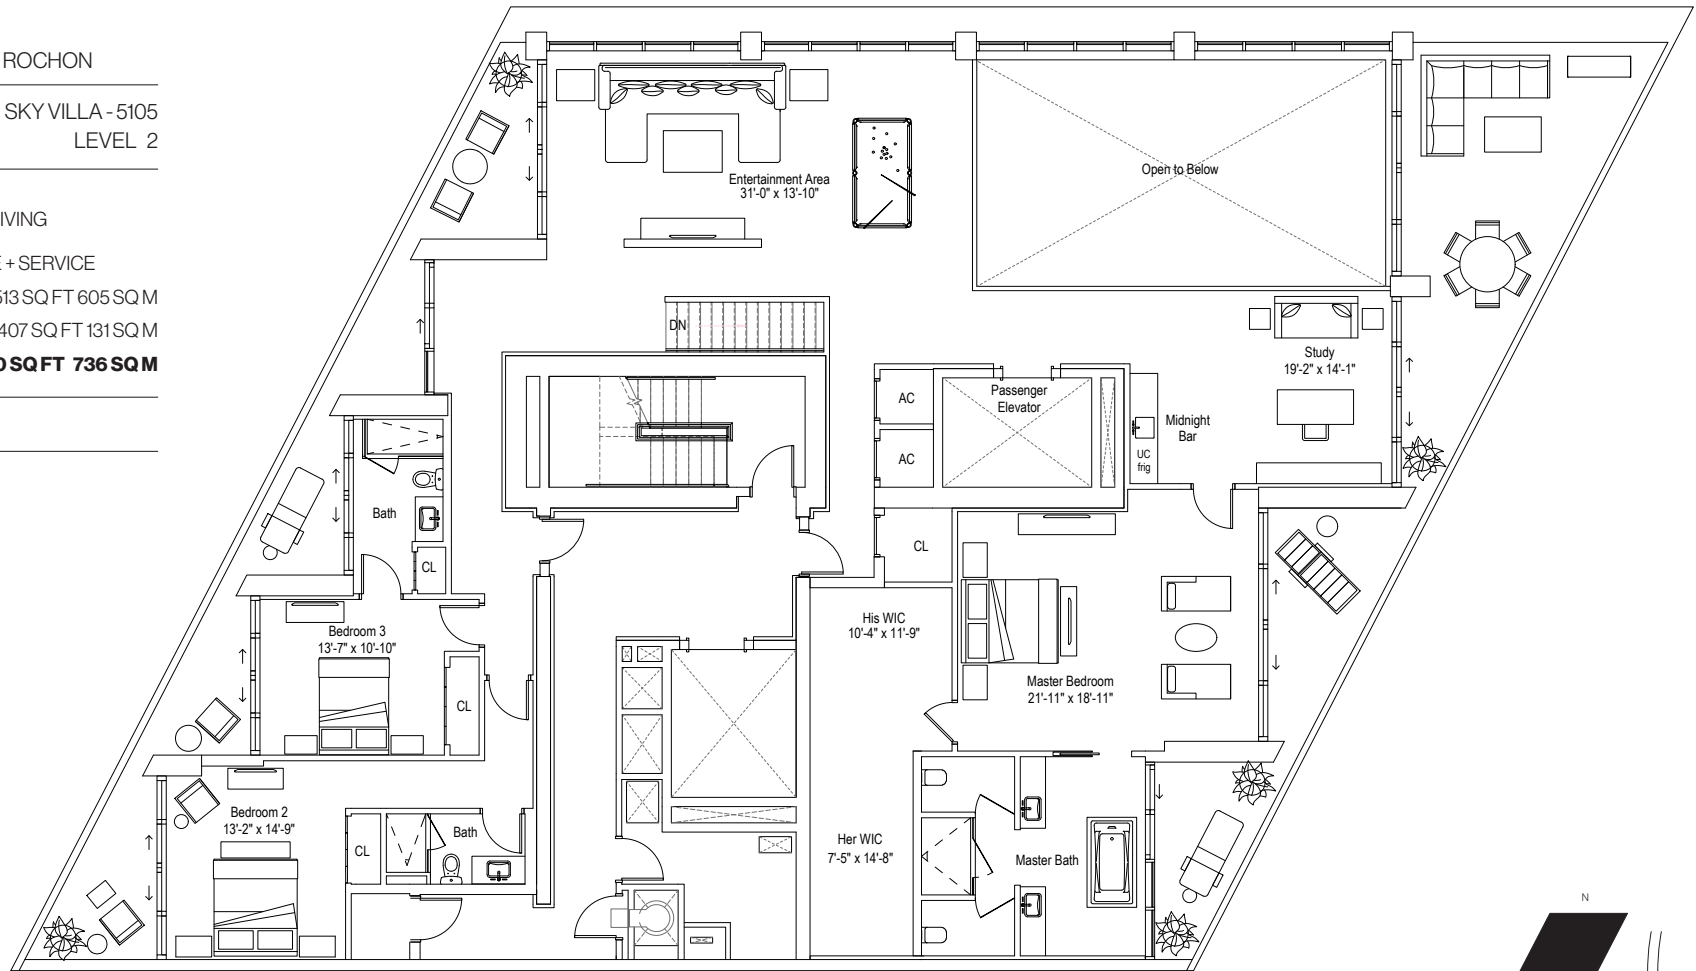 ROCHON
SKY VILLA - 5105
LEVEL 2
IVING
E + SERVICE
513 SQ FT 605 SQ M
407 SQ FT 131 SQ M
0 SQ FT 736 SQ M
Entertainment Area
31'-0" x 13'-10"
Open to Below
DN
Study
19'-2" x 14'-1"
AC
Passenger
Elevator
Midnight
Bar
AC
UC
frig
Bath
CL
CL
His WIC
10'-4" x 11'-9"
Bedroom 3
13'-7" x 10'-10"
Master Bedroom
21'-11" x 18'-11"
CL
Bedroom 2
13'-2" x 14'-9"
Bath
CL
Her WIC
7'-5" x 14'-8"
Master Bath
N